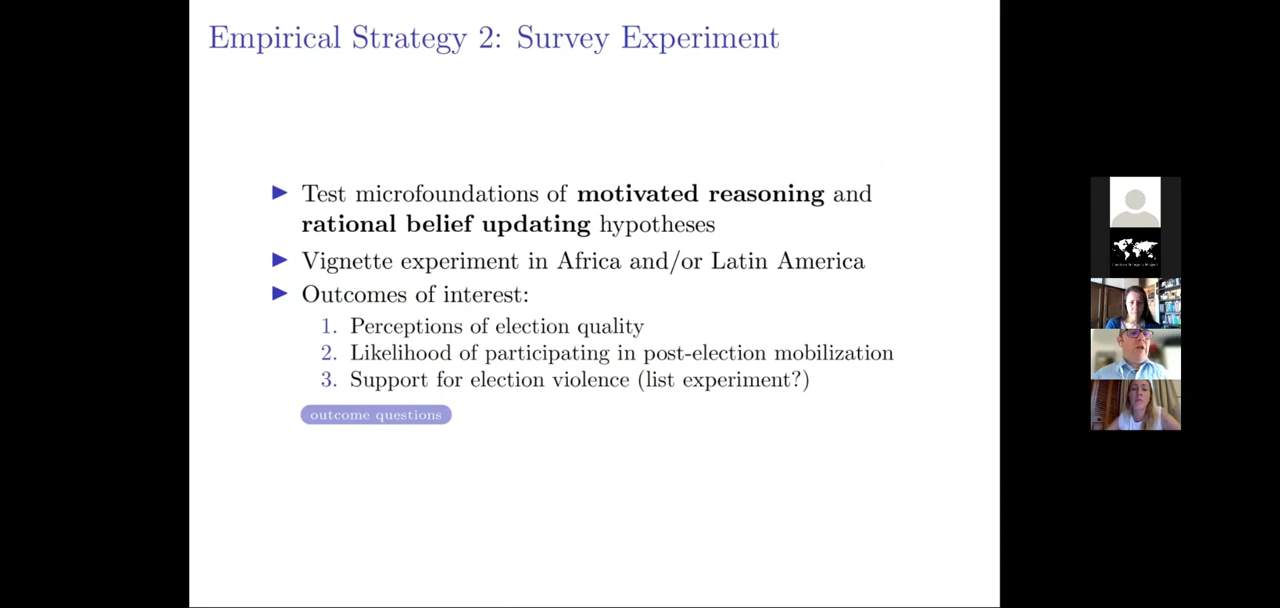 Empirical Strategy 2: Survey Experiment
Test microfoundations of motivated reasoning and
rational belief updating hypotheses
Vignette experiment in Africa and/or Latin America
Outcomes of interest:
1. Perceptions of election quality
2. Likelihood of participating in post-election mobilization
3. Support for election violence (list experiment?)
outcome questions